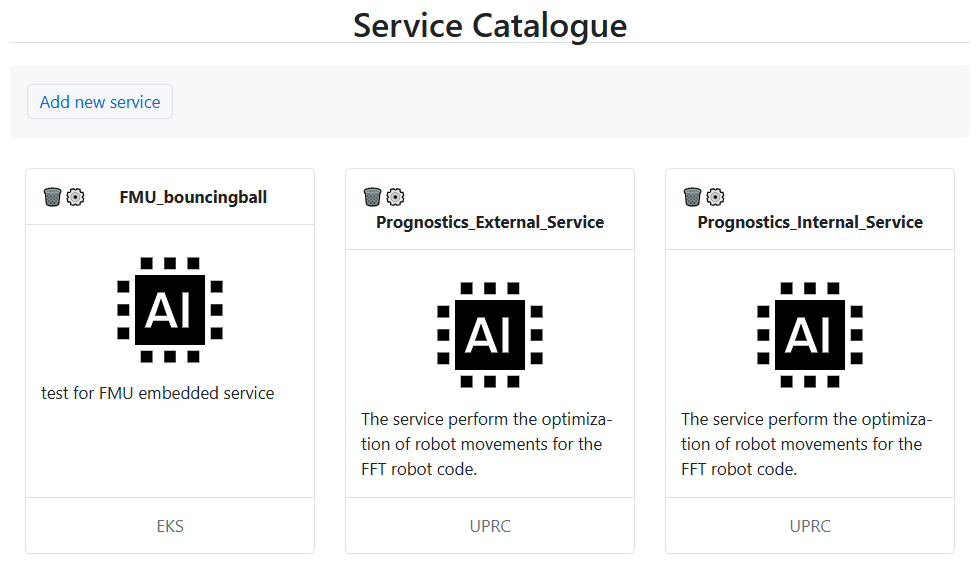 Service Catalogue
Add new service
FMU_bouncingball
AI
test for FMU embedded service
EKS
Prognostics_External_Service
AI
The service perform the optimiza-
tion of robot movements for the
FFT robot code.
UPRC
Prognostics_Internal_Service
AI
The service perform the optimiza-
tion of robot movements for the
FFT robot code.
UPRC